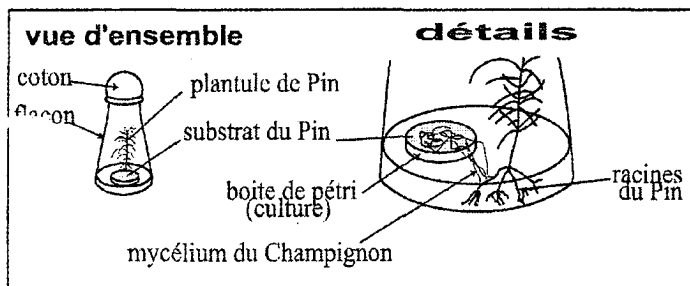 vue d'ensemble
détails
coton
plantule de Pin
flacon
substrat du Pin
boite de pétri
(culture)
racines
du Pin
mycélium du Champignon